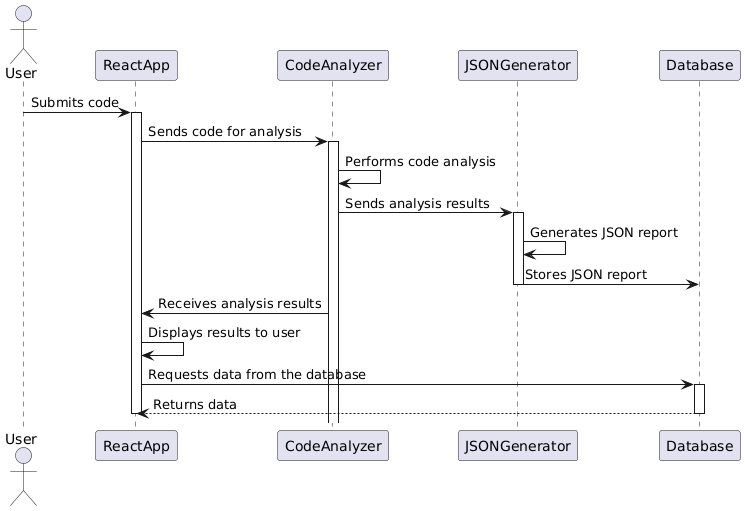 User
ReactApp
CodeAnalyzer
JSONGenerator
Database
Submits code
Sends code for analysis
Performs code analysis
Sends analysis results
Generates JSON report
Stores JSON report
Receives analysis results
Displays results to user
Requests data from the database
Returns data
User
ReactApp
CodeAnalyzer
JSONGenerator
Database